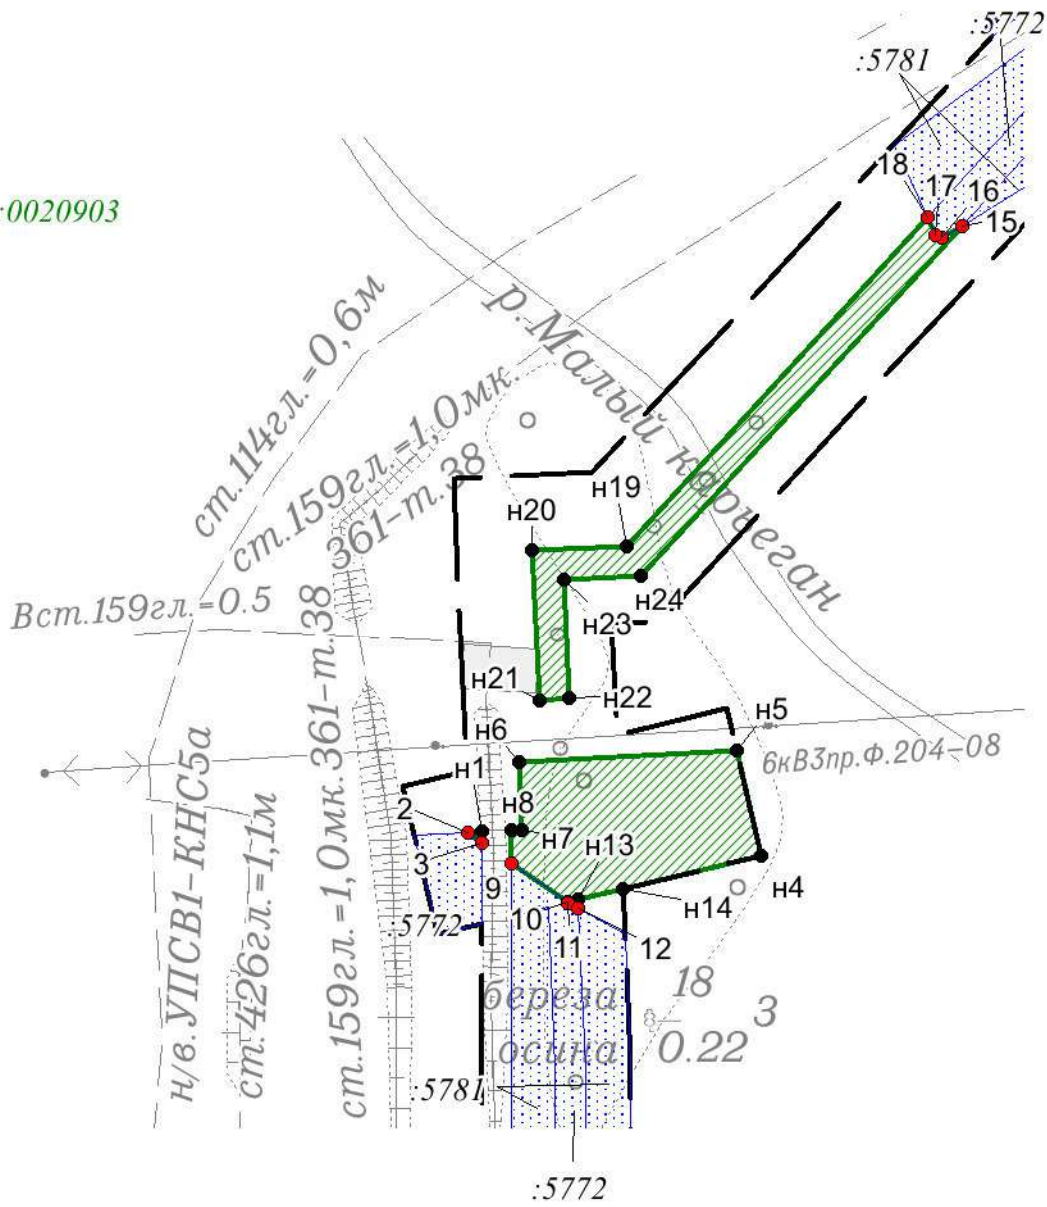 :5772
:5781
18
17
16
15
:0020903
р. Малый карьеган
ст.114гл.=0,6м
ст.159гл.=1,0мк.
361-т.38
н19
н20
н24
н23
Вст.159гл.=0.5
н21
н22
н5
н6
6кВЗпр.Ф.204-08
н1
2
н8
н7
н13
3
9
н4
н14
10
11
12
:5772
н/в.УПСВ1-КНС5а
ст.426гл.=1,1м
ст.159гл.=1,0мк.361-т.38
береза
осина
18
0.22
3
:5781
:5772